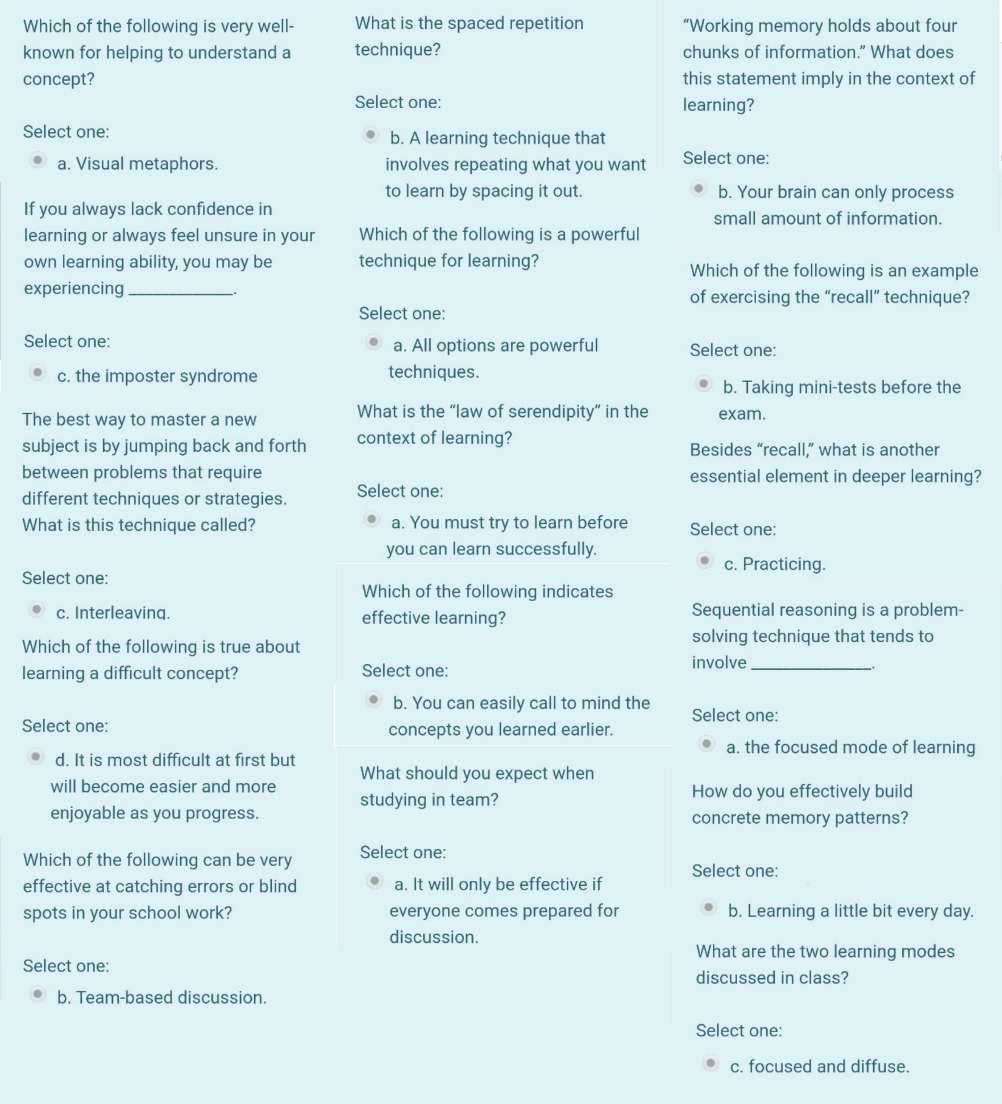 Which of the following is very well-
known for helping to understand a
concept?
Select one:
a. Visual metaphors.
If you always lack confidence in
learning or always feel unsure in your
own learning ability, you may be
experiencing _____________.
Select one:
c. the imposter syndrome
The best way to master a new
subject is by jumping back and forth
between problems that require
different techniques or strategies.
What is this technique called?
Select one:
c. Interleaving.
Which of the following is true about
learning a difficult concept?
Select one:
d. It is most difficult at first but
will become easier and more
enjoyable as you progress.
Which of the following can be very
effective at catching errors or blind
spots in your school work?
Select one:
b. Team-based discussion.
What is the spaced repetition
technique?
Select one:
b. A learning technique that
involves repeating what you want
to learn by spacing it out.
Which of the following is a powerful
technique for learning?
Select one:
a. All options are powerful
techniques.
What is the “law of serendipity” in the
context of learning?
Select one:
a. You must try to learn before
you can learn successfully.
Which of the following indicates
effective learning?
Select one:
b. You can easily call to mind the
concepts you learned earlier.
What should you expect when
studying in team?
Select one:
a. It will only be effective if
everyone comes prepared for
discussion.
“Working memory holds about four
chunks of information.” What does
this statement imply in the context of
learning?
Select one:
b. Your brain can only process
small amount of information.
Which of the following is an example
of exercising the “recall” technique?
Select one:
b. Taking mini-tests before the
exam.
Besides “recall,” what is another
essential element in deeper learning?
Select one:
c. Practicing.
Sequential reasoning is a problem-
solving technique that tends to
involve _______________.
Select one:
a. the focused mode of learning
How do you effectively build
concrete memory patterns?
Select one:
b. Learning a little bit every day.
What are the two learning modes
discussed in class?
Select one:
c. focused and diffuse.